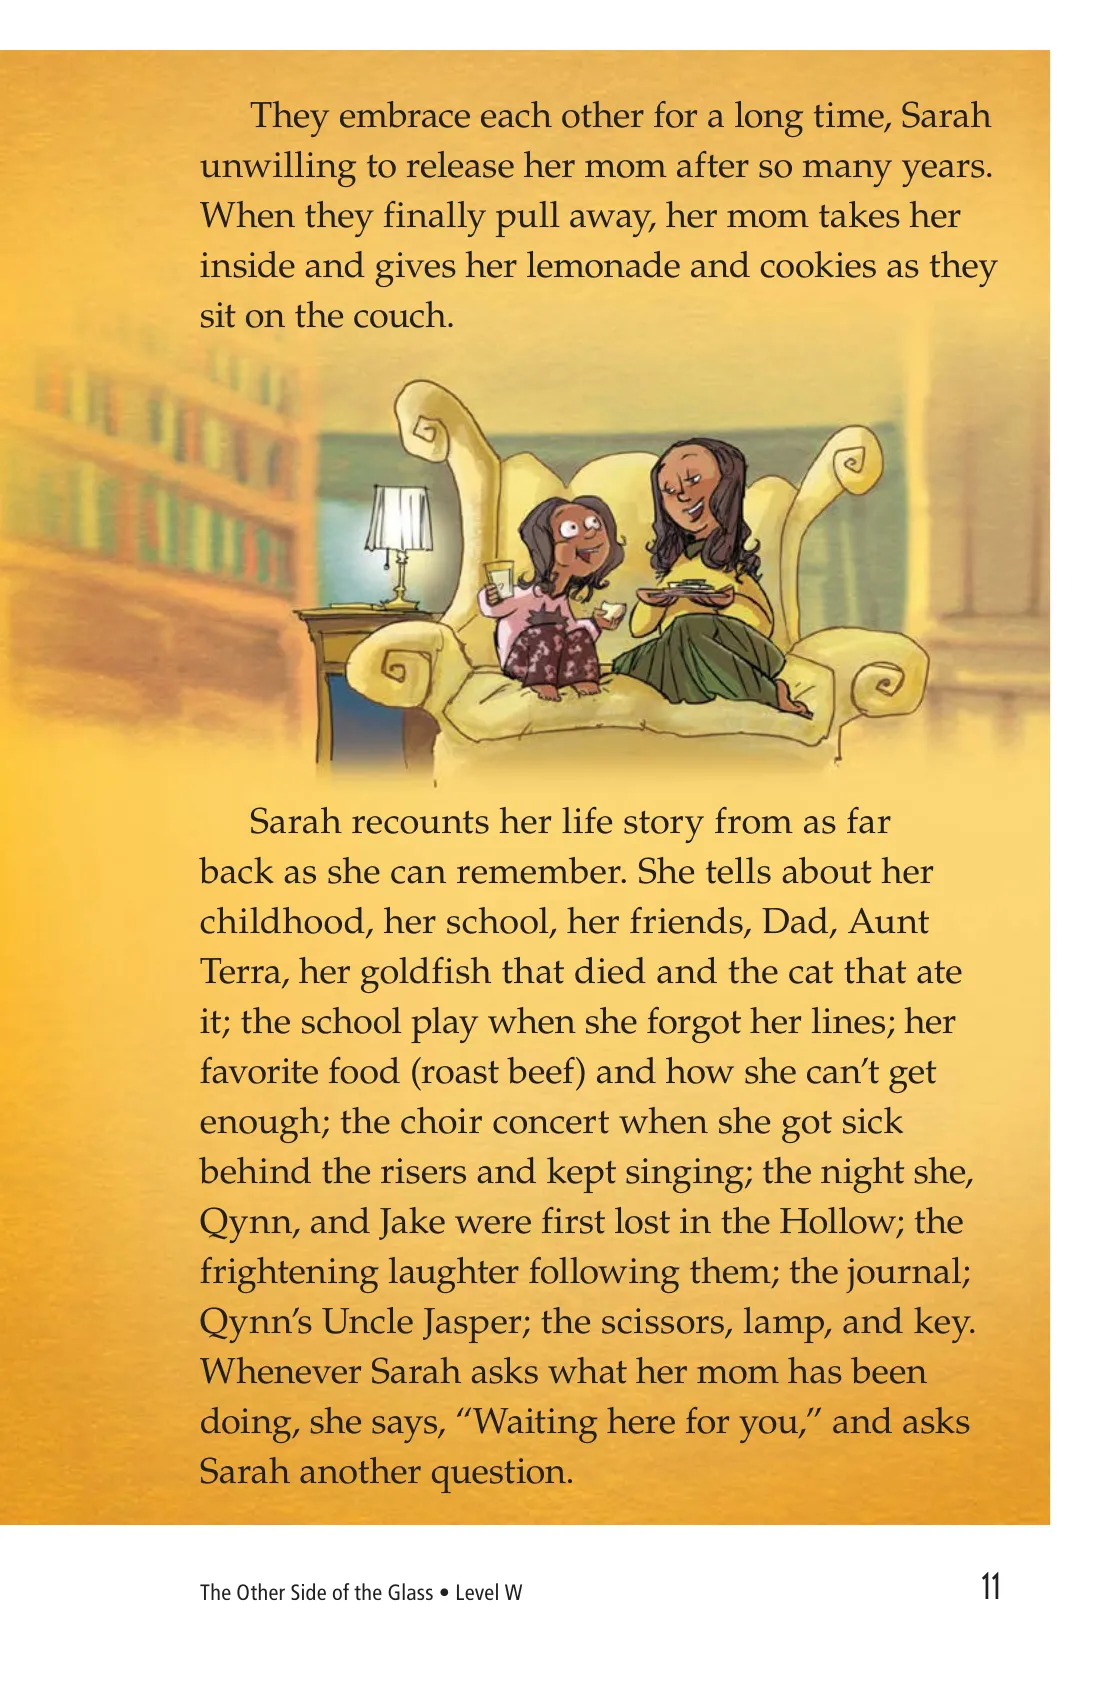 They embrace each other for a long time, Sarah
unwilling to release her mom after so many years.
When they finally pull away, her mom takes her
inside and gives her lemonade and cookies as they
sit on the couch.
Sarah recounts her life story from as far
back as she can remember. She tells about her
childhood, her school, her friends, Dad, Aunt
Terra, her goldfish that died and the cat that ate
it; the school play when she forgot her lines; her
favorite food (roast beef) and how she can’t get
enough; the choir concert when she got sick
behind the risers and kept singing; the night she,
Qynn, and Jake were first lost in the Hollow; the
frightening laughter following them; the journal;
Qynn’s Uncle Jasper; the scissors, lamp, and key.
Whenever Sarah asks what her mom has been
doing, she says, “Waiting here for you,” and asks
Sarah another question.
The Other Side of the Glass • Level W
11